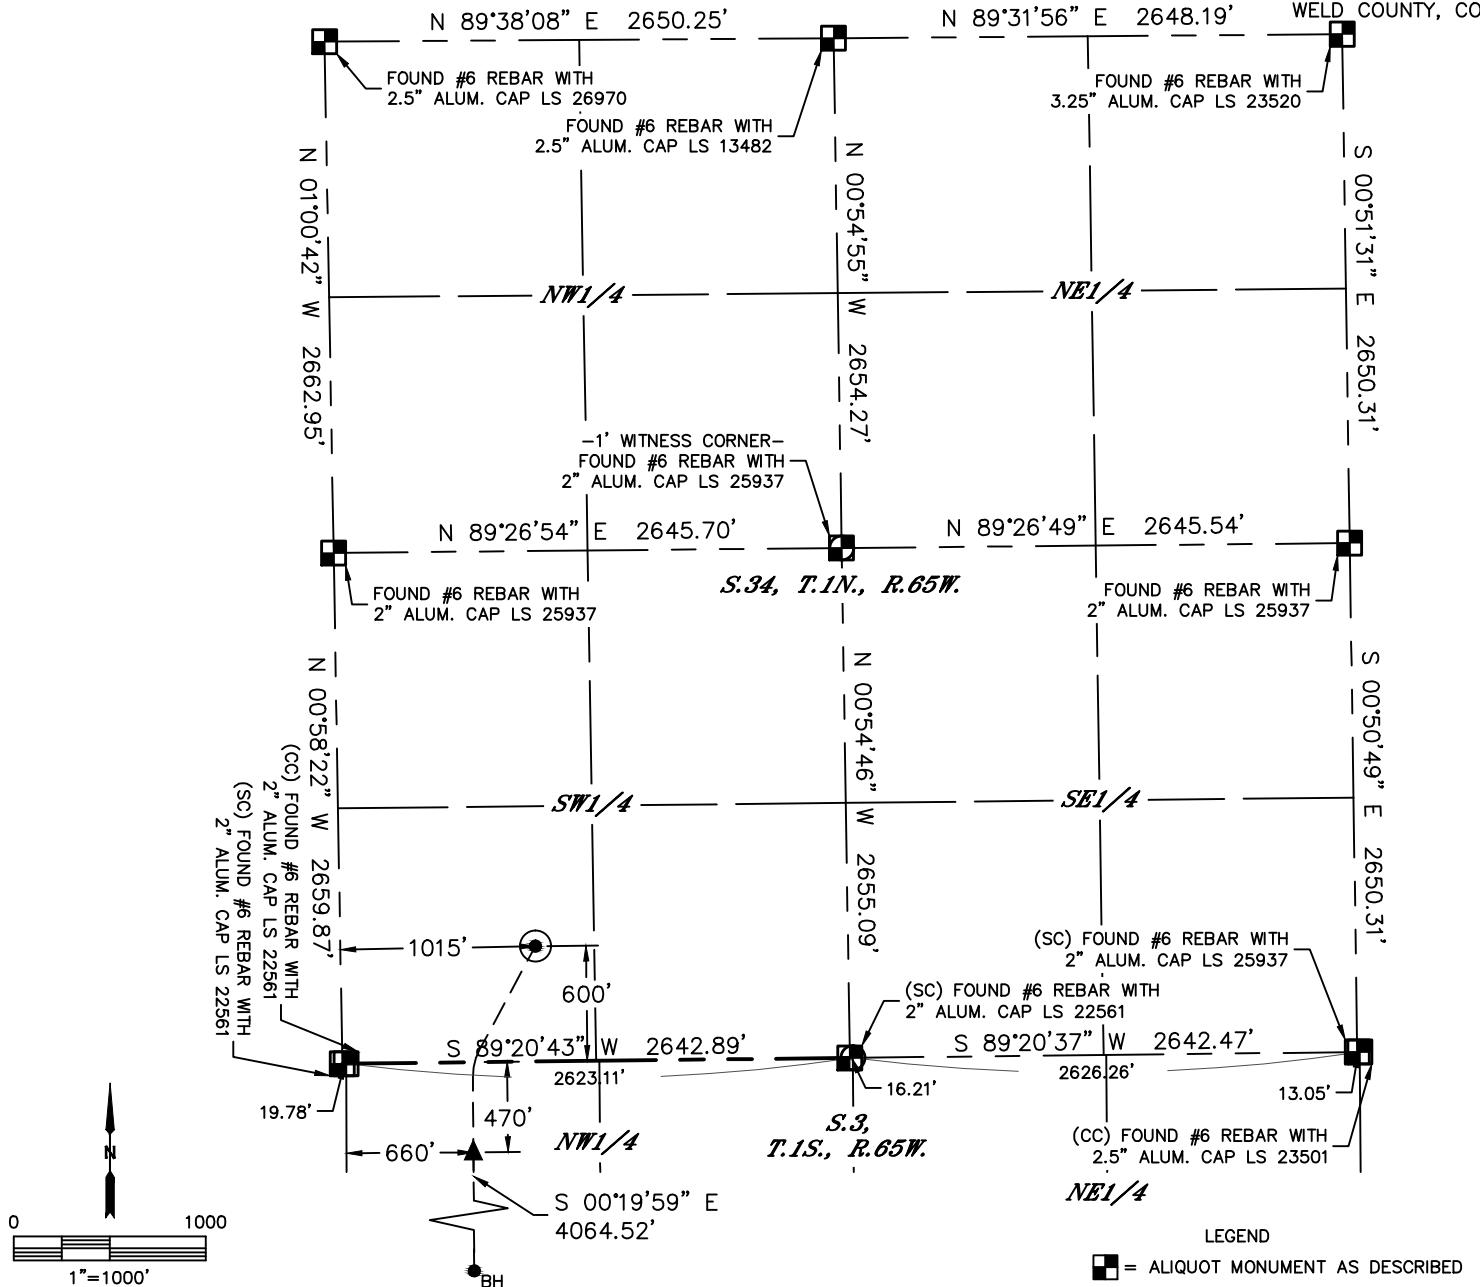 WELD COUNTY, CO
N 89°38'08" E 2650.25'
N 89°31'56" E 2648.19'
FOUND #6 REBAR WITH
2.5" ALUM. CAP LS 26970
FOUND #6 REBAR WITH
2.5" ALUM. CAP LS 13482
FOUND #6 REBAR WITH
3.25" ALUM. CAP LS 23520
N 01°00'42" W 2662.95'
N 00°54'55" W 2654.27'
S 00°51'31" E 2650.31'
NW1/4
NE1/4
-1' WITNESS CORNER-
FOUND #6 REBAR WITH
2" ALUM. CAP LS 25937
N 89°26'54" E 2645.70'
N 89°26'49" E 2645.54'
S.34, T.1N., R.65W.
FOUND #6 REBAR WITH
2" ALUM. CAP LS 25937
FOUND #6 REBAR WITH
2" ALUM. CAP LS 25937
N 00°58'22" W 2659.87'
N 00°54'46" W 2655.09'
S 00°50'49" E 2650.31'
SW1/4
SE1/4
(CC) FOUND #6 REBAR WITH
2" ALUM. CAP LS 22561
(SC) FOUND #6 REBAR WITH
2" ALUM. CAP LS 22561
1015'
600'
(SC) FOUND #6 REBAR WITH
2" ALUM. CAP LS 25937
(SC) FOUND #6 REBAR WITH
2" ALUM. CAP LS 22561
S 89°20'43" W 2642.89'
S 89°20'37" W 2642.47'
2623.11'
2626.26'
19.78'
16.21'
13.05'
470'
660'
NW1/4
S.3,
T.1S., R.65W.
(CC) FOUND #6 REBAR WITH
2.5" ALUM. CAP LS 23501
NE1/4
N
S 00°19'59" E
4064.52'
0 1000
1"=1000'
BH
LEGEND
= ALIQUOT MONUMENT AS DESCRIBED